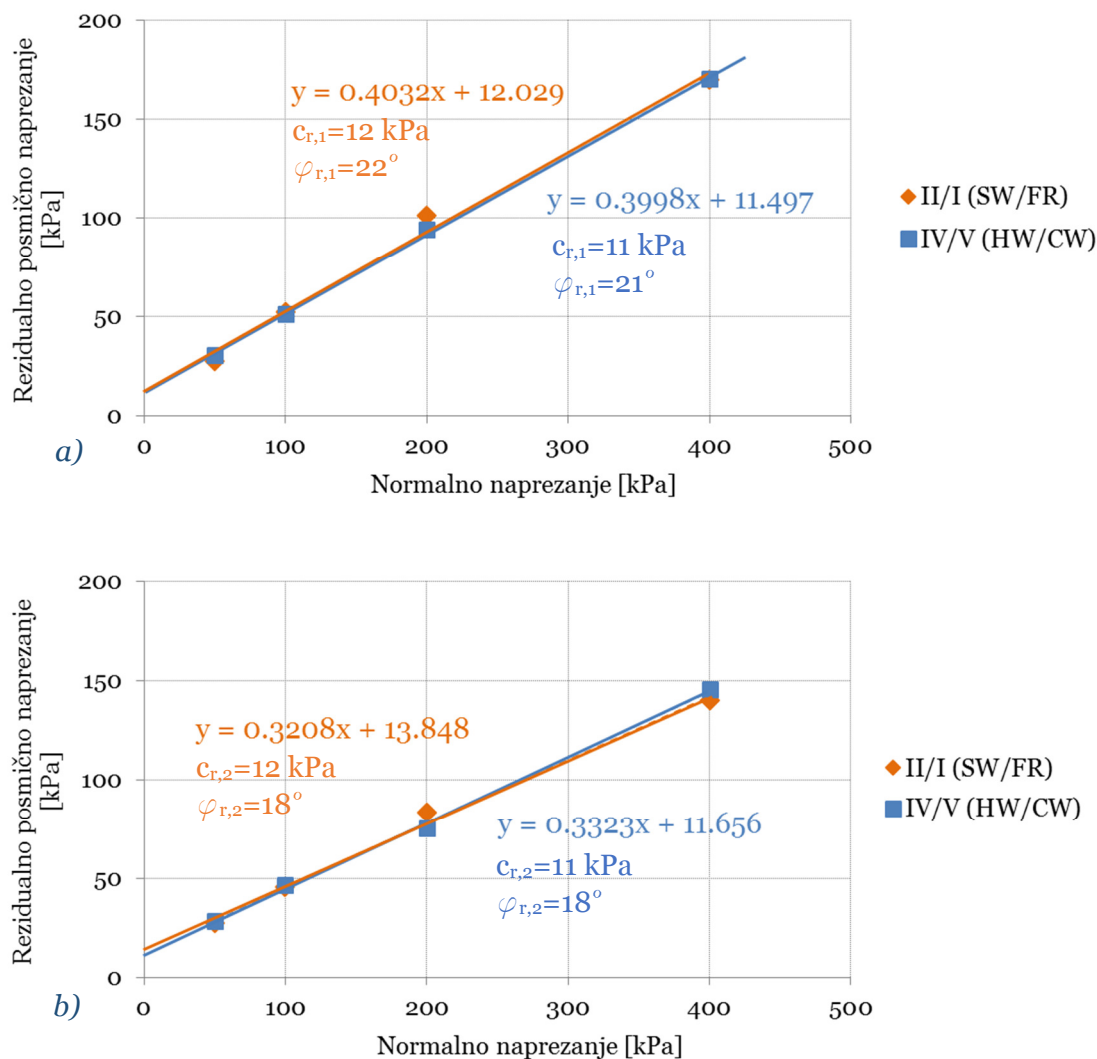 200
150
100
50
0
Rezidualno posmično naprezanje
[kPa]
y = 0.4032x + 12.029
cr,1=12 kPa
φr,1=22°
y = 0.3998x + 11.497
cr,1=11 kPa
φr,1=21°
II/I (SW/FR)
IV/V (HW/CW)
0 100 200 300 400 500
a)
Normalno naprezanje [kPa]
200
150
100
50
0
Rezidualno posmično naprezanje
[kPa]
y = 0.3208x + 13.848
cr,2=12 kPa
φr,2=18°
y = 0.3323x + 11.656
cr,2=11 kPa
φr,2=18°
II/I (SW/FR)
IV/V (HW/CW)
0 100 200 300 400 500
b)
Normalno naprezanje [kPa]